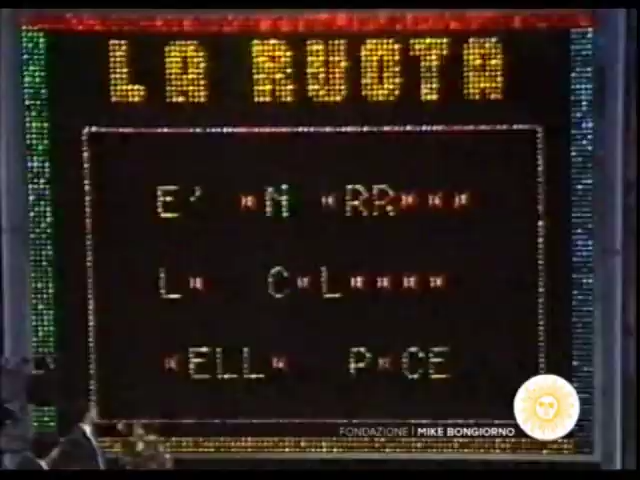 LA RUOTA
E' *N *RR***
L* C*L****
*ELL* P*CE
FONDAZIONE | MIKE BONGIORNO